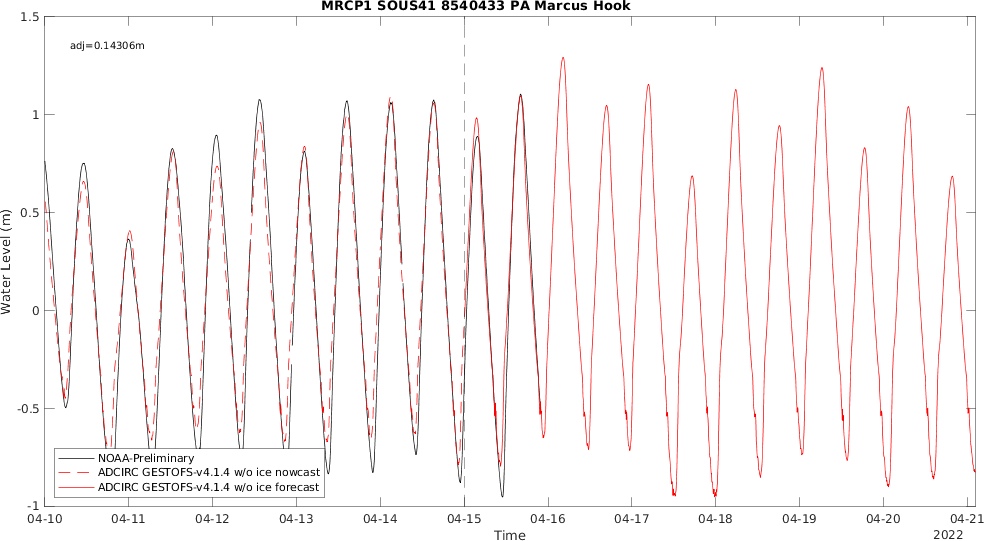 MRCP1 SOUS41 8540433 PA Marcus Hook
adj=0.14306m
Water Level (m)
1.5
1
0.5
0
-0.5
-1
NOAA-Preliminary
ADCIRC GESTOFS-v4.1.4 w/o ice nowcast
ADCIRC GESTOFS-v4.1.4 w/o ice forecast
04-10 04-11 04-12 04-13 04-14 04-15 04-16 04-17 04-18 04-19 04-20 04-21
Time
2022